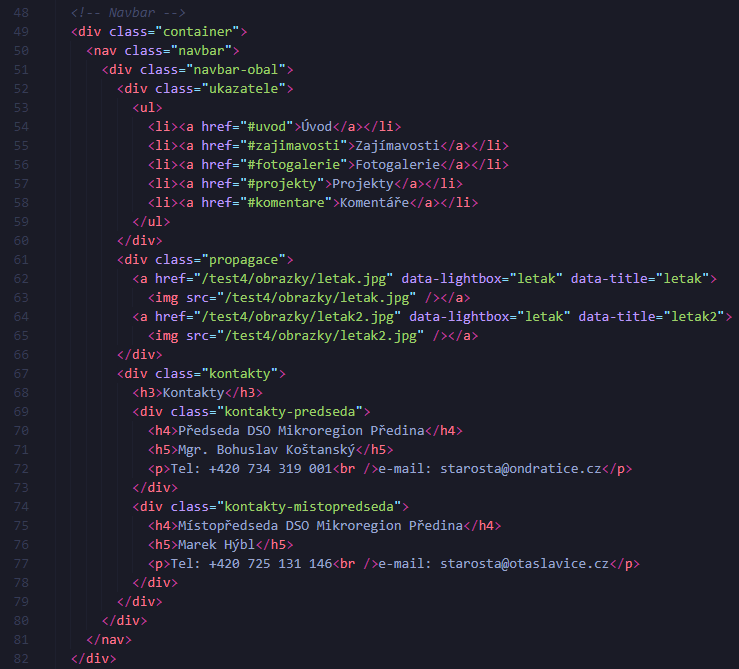 48 <!-- Navbar -->
49 <div class="container">
50 <nav class="navbar">
51 <div class="navbar-obal">
52 <div class="ukazatele">
53 <ul>
54 <li><a href="#uvod">Úvod</a></li>
55 <li><a href="#zajimavosti">Zajímavosti</a></li>
56 <li><a href="#fotogalerie">Fotogalerie</a></li>
57 <li><a href="#projekty">Projekty</a></li>
58 <li><a href="#komentare">Komentáře</a></li>
59 </ul>
60 </div>
61 <div class="propagace">
62 <a href="/test4/obrazky/letak.jpg" data-lightbox="letak" data-title="letak">
63 <img src="/test4/obrazky/letak.jpg" /></a>
64 <a href="/test4/obrazky/letak2.jpg" data-lightbox="letak" data-title="letak2">
65 <img src="/test4/obrazky/letak2.jpg" /></a>
66 </div>
67 <div class="kontakty">
68 <h3>Kontakty</h3>
69 <div class="kontakty-predseda">
70 <h4>Předseda DSO Mikroregion Předina</h4>
71 <h5>Mgr. Bohuslav Koštanský</h5>
72 <p>Tel: +420 734 319 001<br />e-mail: starosta@ondratice.cz</p>
73 </div>
74 <div class="kontakty-mistopredseda">
75 <h4>Místopředseda DSO Mikroregion Předina</h4>
76 <h5>Marek Hýbl</h5>
77 <p>Tel: +420 725 131 146<br />e-mail: starosta@otaslavice.cz</p>
78 </div>
79 </div>
80 </div>
81 </nav>
82 </div>